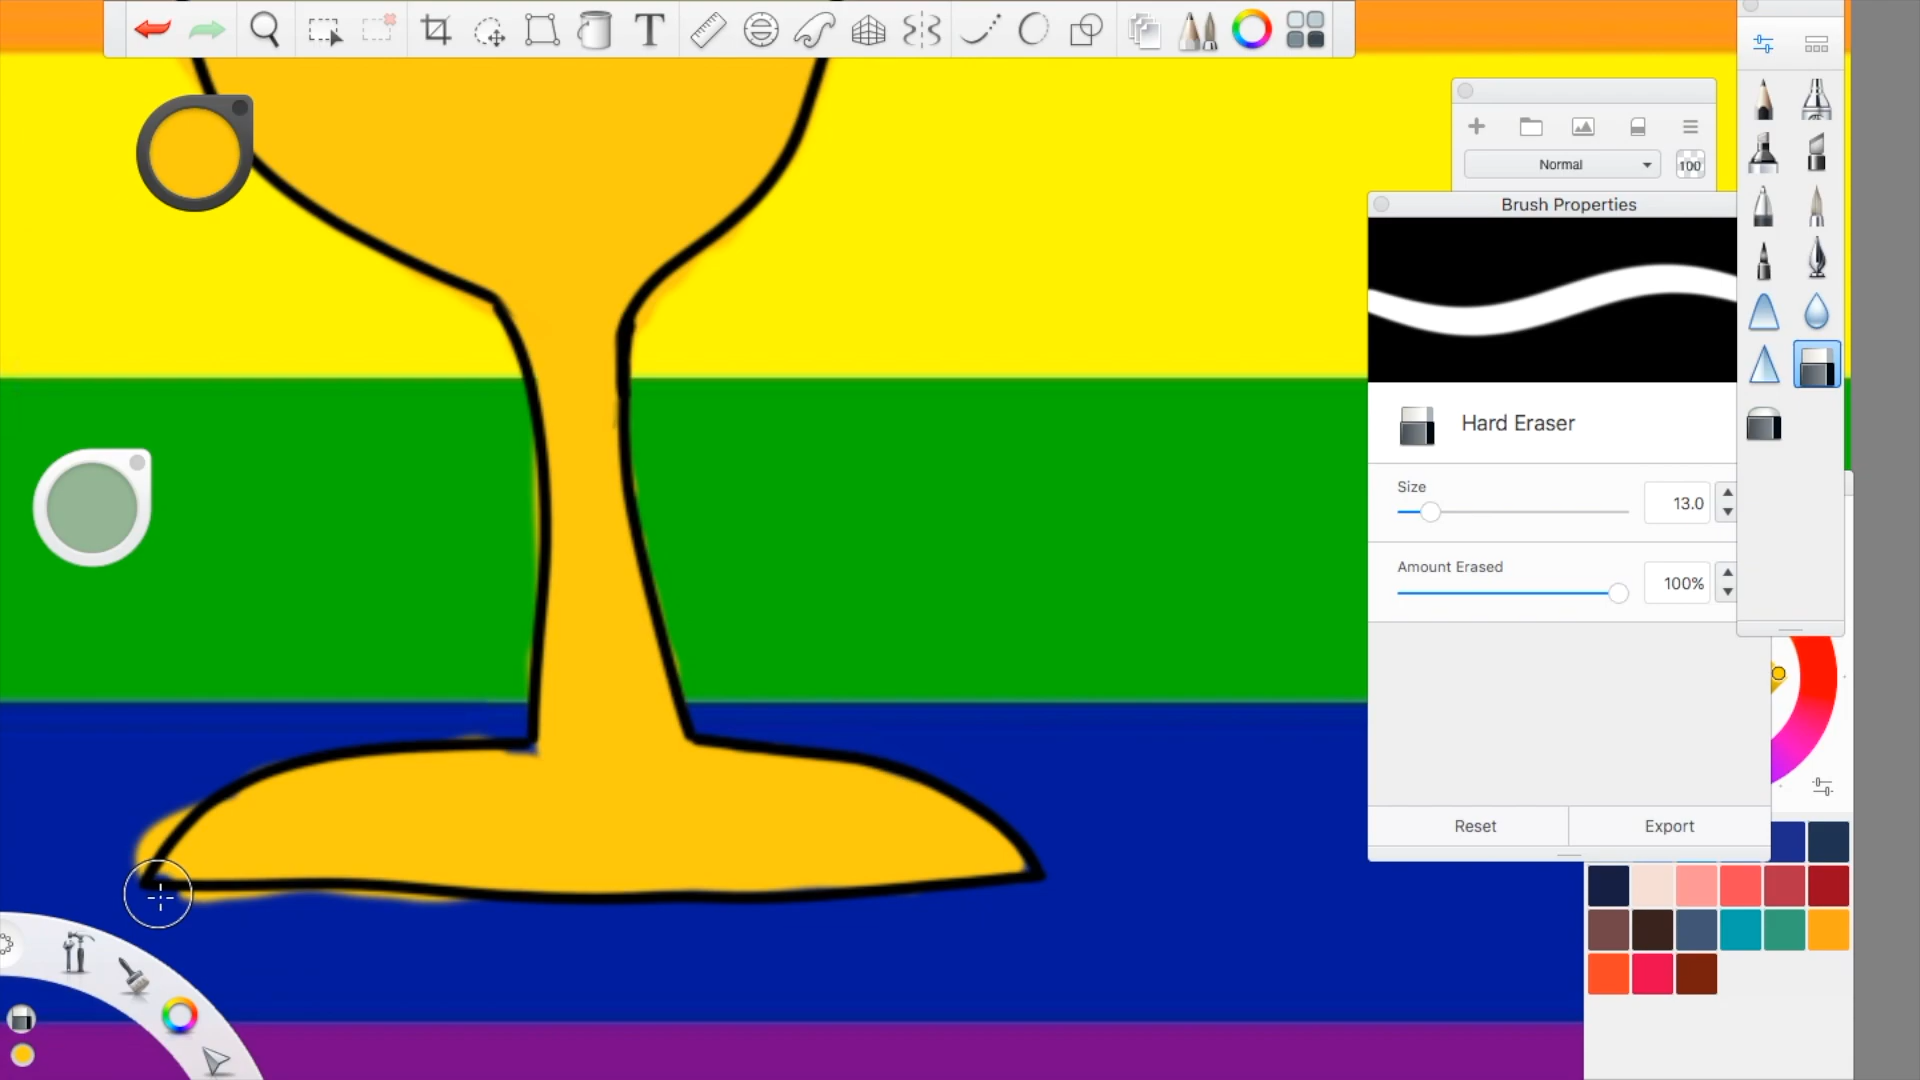 T
Normal
100
Brush Properties
Hard Eraser
Size
13.0
Amount Erased
100%
Reset
Export